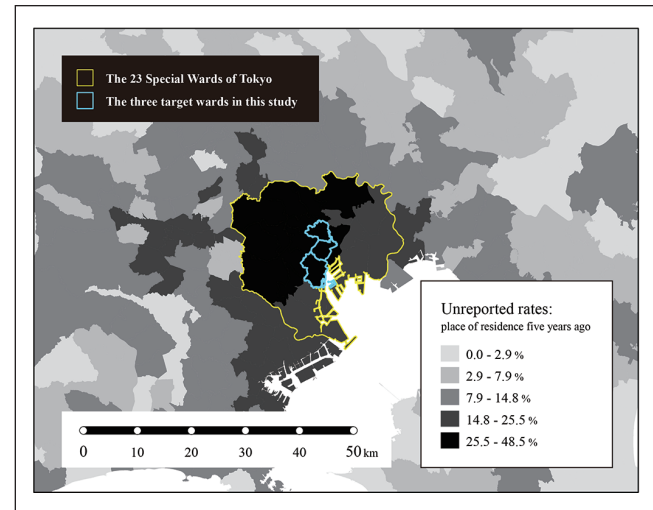 The 23 Special Wards of Tokyo
The three target wards in this study
Unreported rates:
place of residence five years ago
0.0 - 2.9 %
2.9 - 7.9 %
7.9 - 14.8 %
14.8 - 25.5 %
25.5 - 48.5 %
0 10 20 30 40 50 km